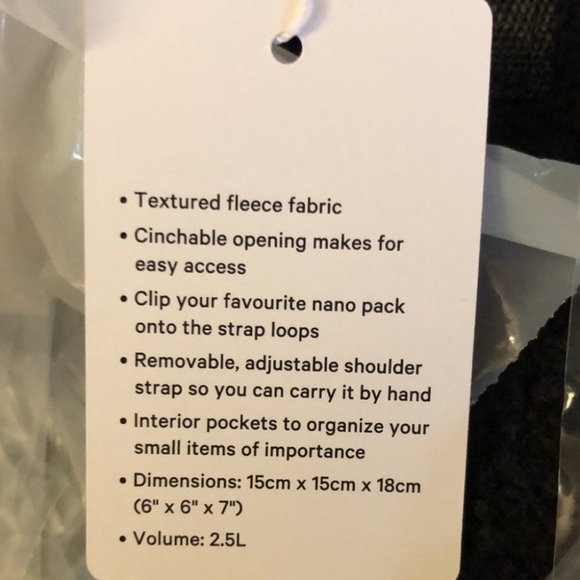 • Textured fleece fabric
• Cinchable opening makes for
easy access
• Clip your favourite nano pack
onto the strap loops
• Removable, adjustable shoulder
strap so you can carry it by hand
• Interior pockets to organize your
small items of importance
• Dimensions: 15cm x 15cm x 18cm
(6" x 6" x 7")
• Volume: 2.5L